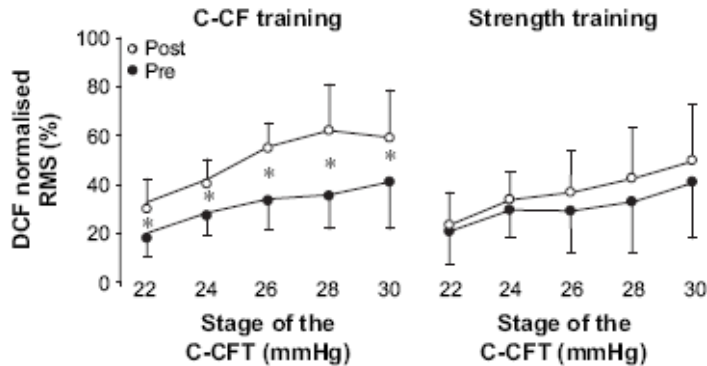 C-CF training
Strength training
Post
Pre
DCF normalised
RMS (%)
100
80
60
40
20
0
*
*
*
*
*
22 24 26 28 30
22 24 26 28 30
Stage of the
C-CFT (mmHg)
Stage of the
C-CFT (mmHg)